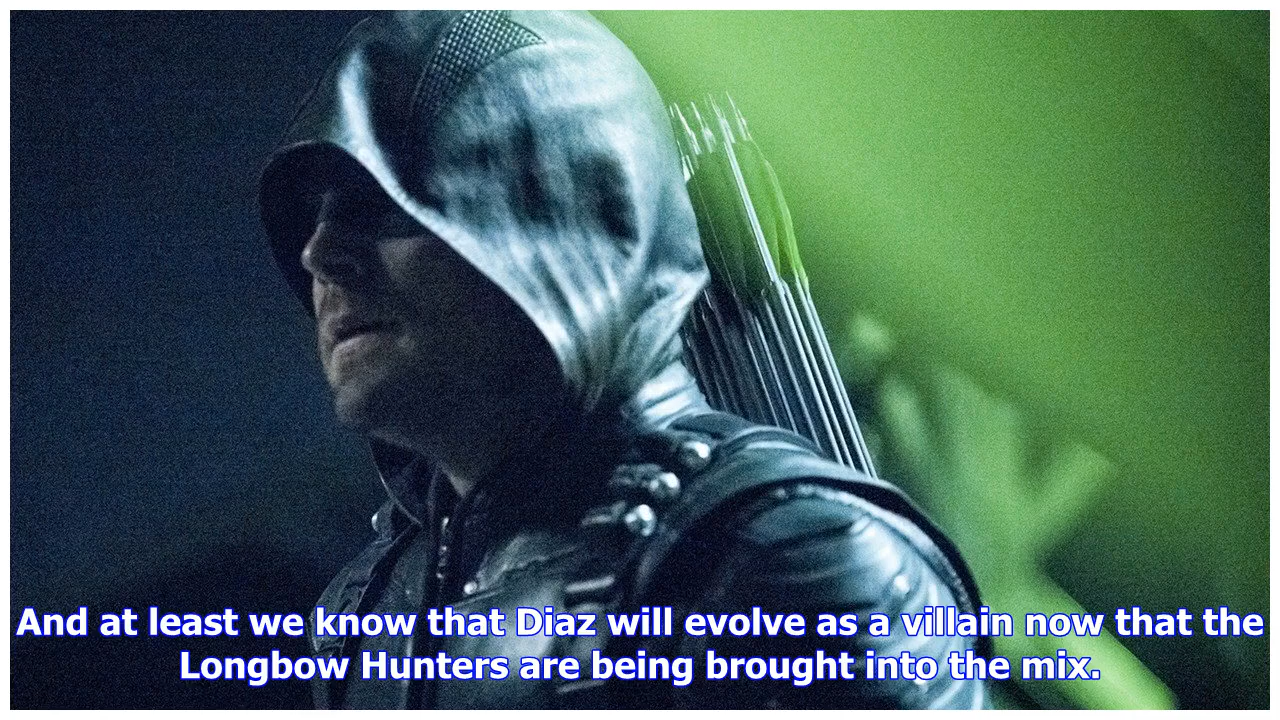 And at least we know that Diaz will evolve as a villain now that the
Longbow Hunters are being brought into the mix.